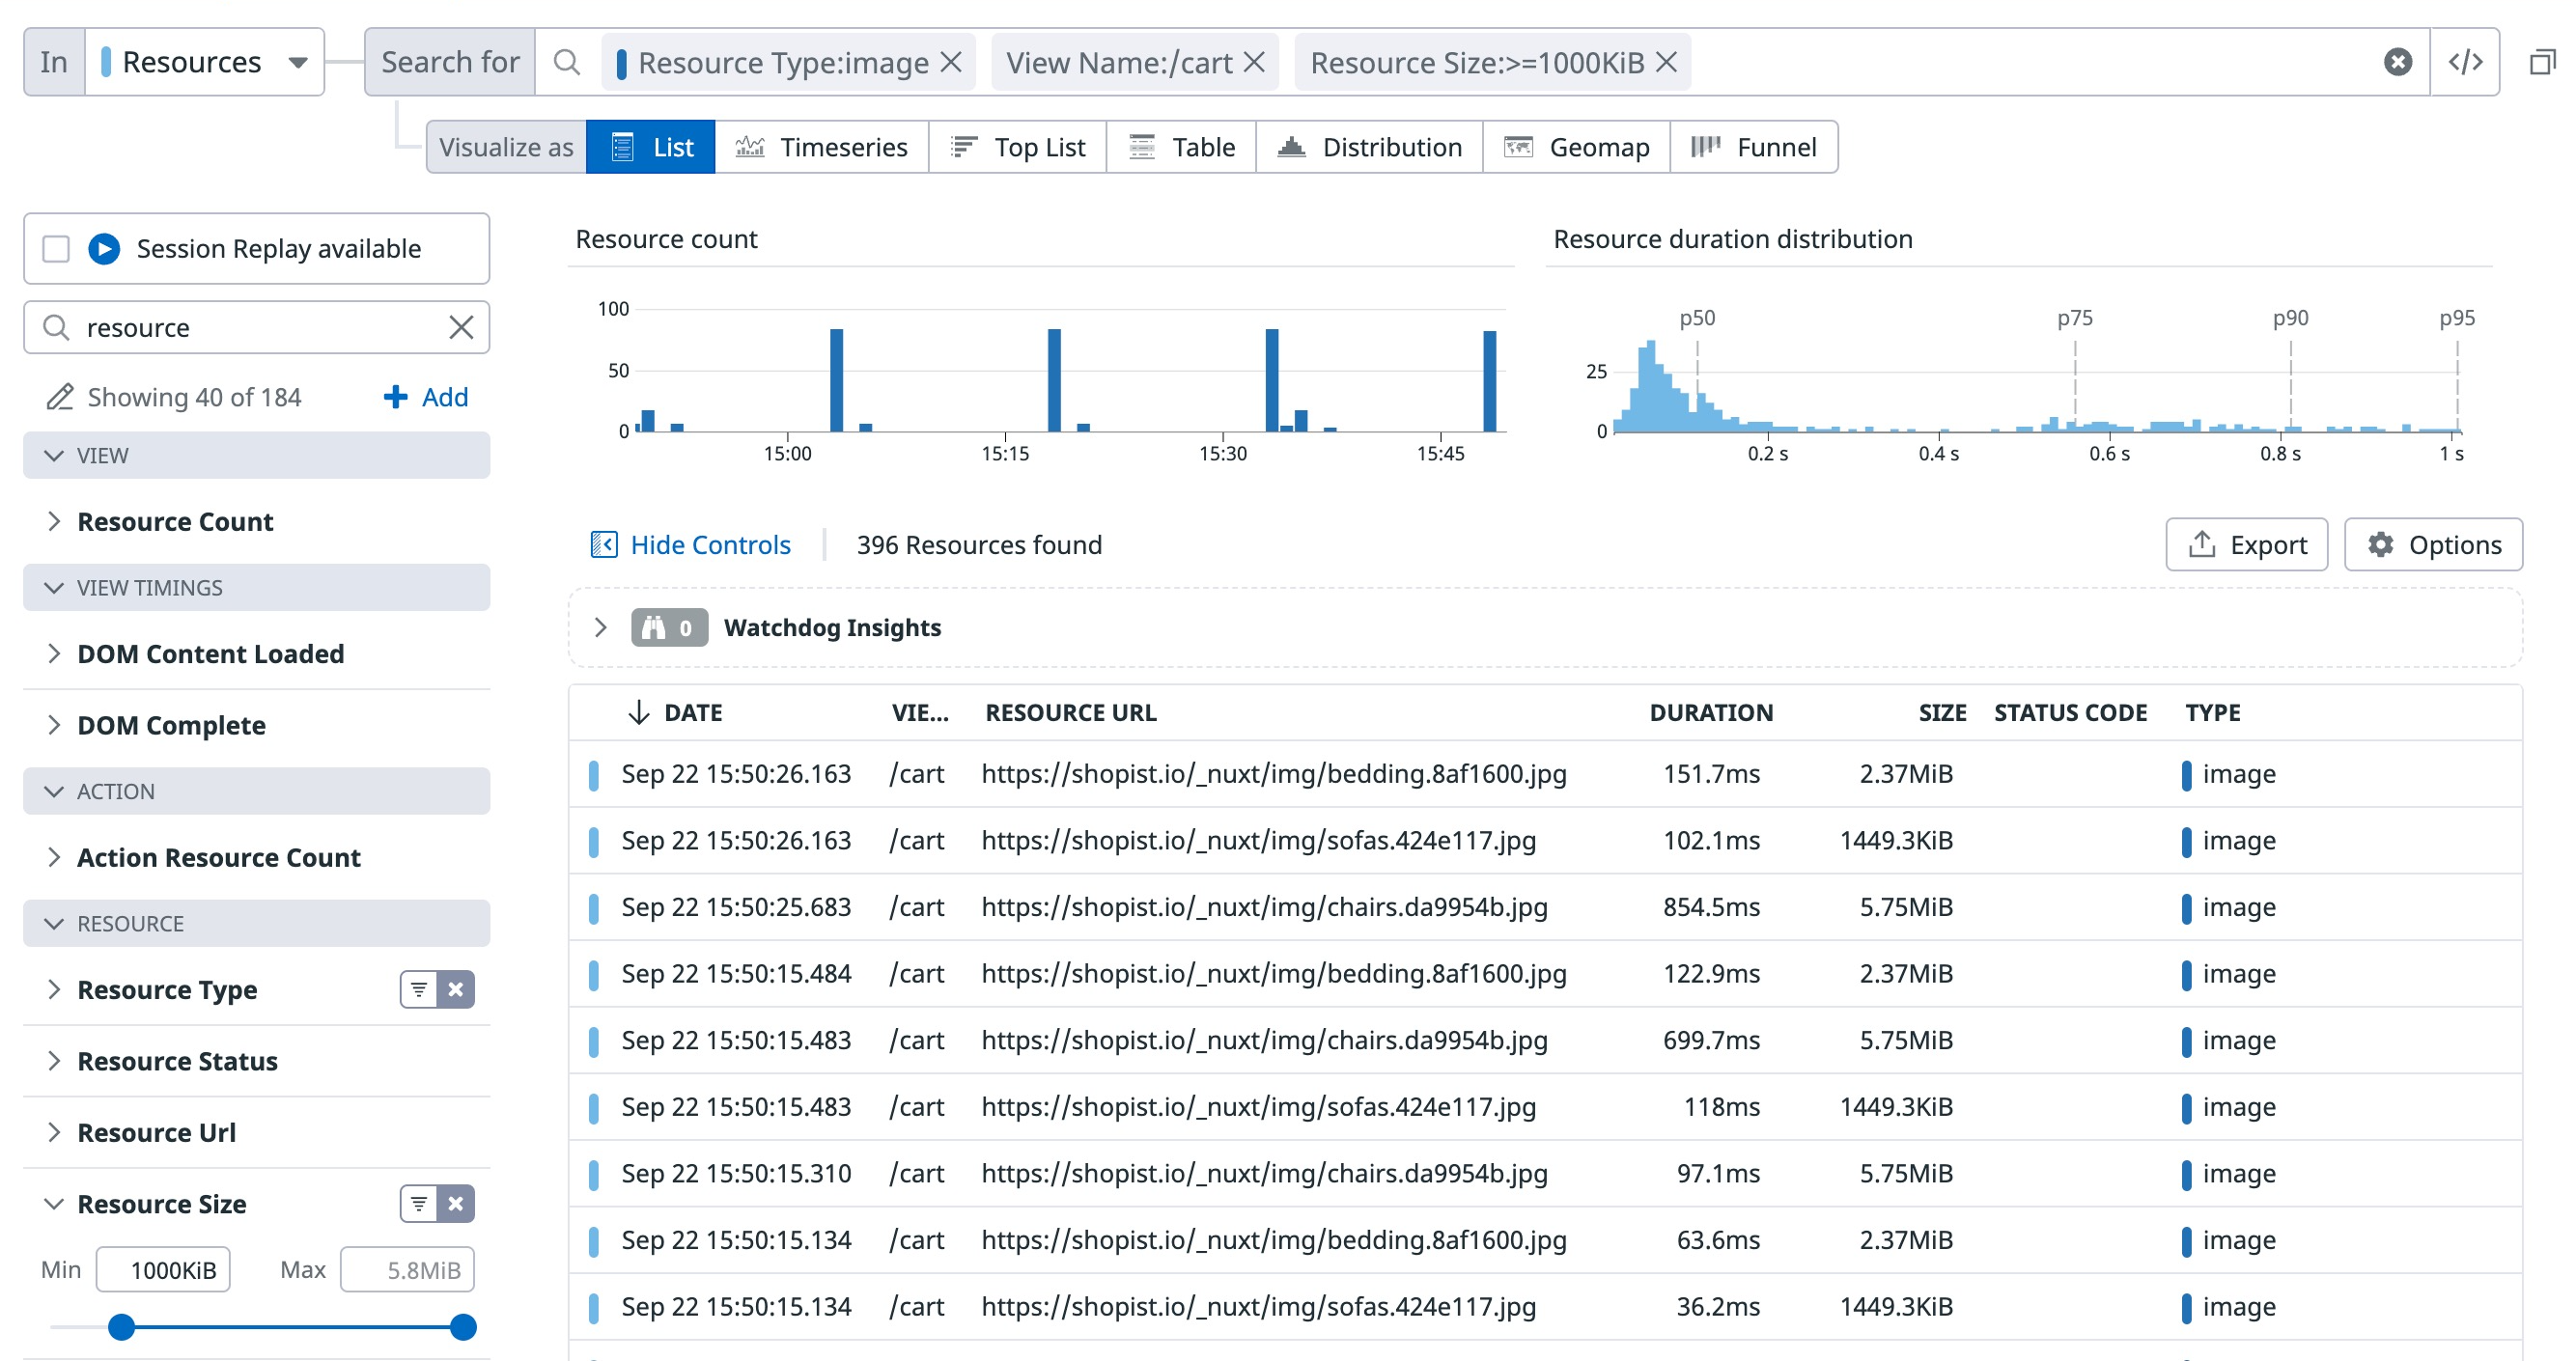 In Resources Search for Resource Type:image View Name:/cart Resource Size:>=1000KiB </>
Visualize as List Timeseries Top List Table Distribution Geomap Funnel
Session Replay available
resource
Showing 40 of 184 Add
VIEW
Resource Count
VIEW TIMINGS
DOM Content Loaded
DOM Complete
ACTION
Action Resource Count
RESOURCE
Resource Type
Resource Status
Resource Url
Resource Size
Min 1000KiB Max 5.8MiB
Resource count
100
50
0
15:00 15:15 15:30 15:45
Resource duration distribution
p50 p75 p90 p95
25
0
0.2 s 0.4 s 0.6 s 0.8 s 1 s
Hide Controls 396 Resources found Export Options
0 Watchdog Insights
DATE VIE... RESOURCE URL DURATION SIZE STATUS CODE TYPE
Sep 22 15:50:26.163 /cart https://shopist.io/_nuxt/img/bedding.8af1600.jpg 151.7ms 2.37MiB image
Sep 22 15:50:26.163 /cart https://shopist.io/_nuxt/img/sofas.424e117.jpg 102.1ms 1449.3KiB image
Sep 22 15:50:25.683 /cart https://shopist.io/_nuxt/img/chairs.da9954b.jpg 854.5ms 5.75MiB image
Sep 22 15:50:15.484 /cart https://shopist.io/_nuxt/img/bedding.8af1600.jpg 122.9ms 2.37MiB image
Sep 22 15:50:15.483 /cart https://shopist.io/_nuxt/img/chairs.da9954b.jpg 699.7ms 5.75MiB image
Sep 22 15:50:15.483 /cart https://shopist.io/_nuxt/img/sofas.424e117.jpg 118ms 1449.3KiB image
Sep 22 15:50:15.310 /cart https://shopist.io/_nuxt/img/chairs.da9954b.jpg 97.1ms 5.75MiB image
Sep 22 15:50:15.134 /cart https://shopist.io/_nuxt/img/bedding.8af1600.jpg 63.6ms 2.37MiB image
Sep 22 15:50:15.134 /cart https://shopist.io/_nuxt/img/sofas.424e117.jpg 36.2ms 1449.3KiB image